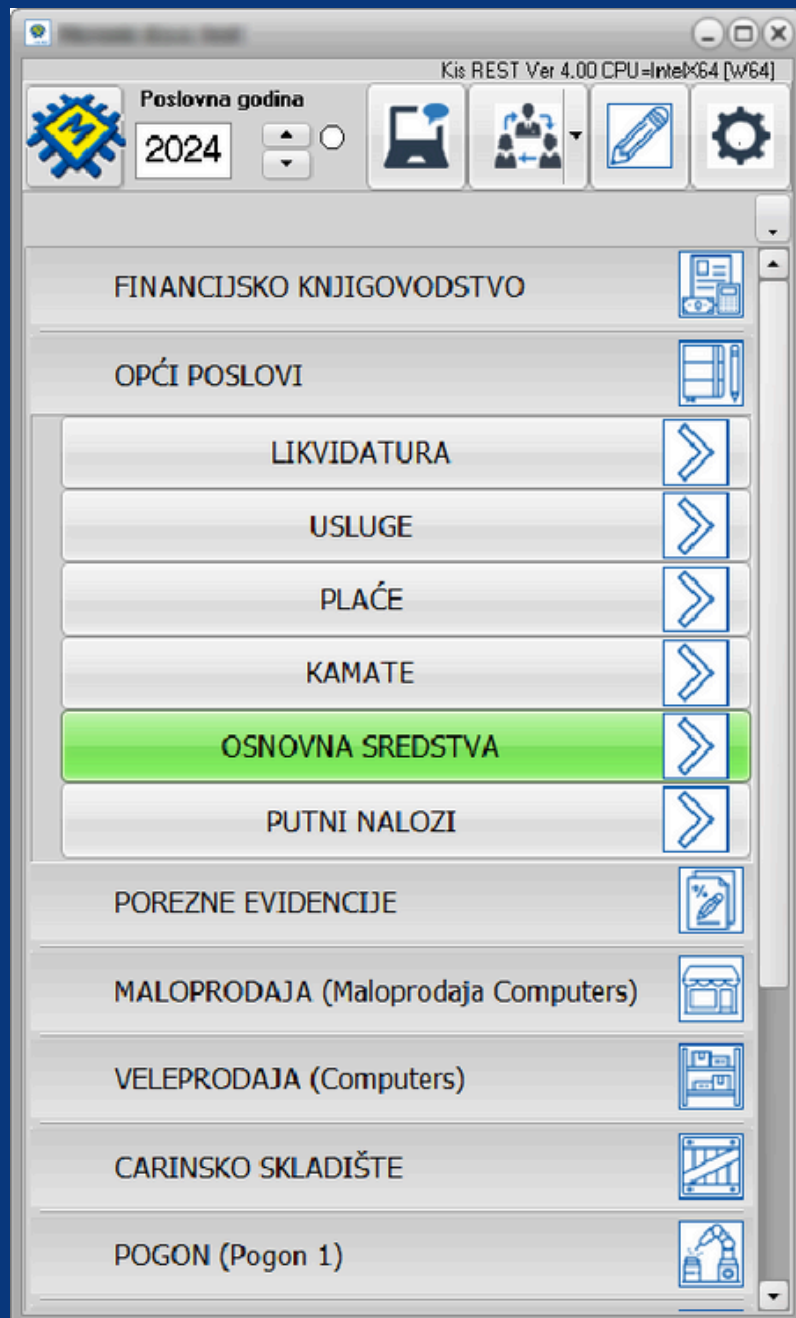 Kis REST Ver 4.00 CPU=IntelX64 [W64]
Poslovna godina
2024
FINANCIJSKO KNJIGOVODSTVO
OPĆI POSLOVI
LIKVIDATURA
USLUGE
PLAĆE
KAMATE
OSNOVNA SREDSTVA
PUTNI NALOZI
POREZNE EVIDENCIJE
MALOPRODAJA (Maloprodaja Computers)
VELEPRODAJA (Computers)
CARINSKO SKLADIŠTE
POGON (Pogon 1)